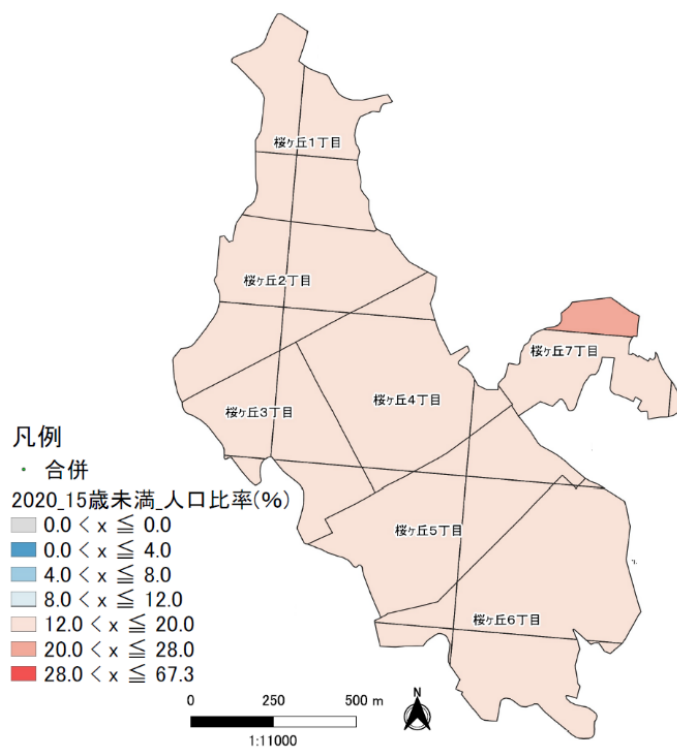 桜ヶ丘1丁目
桜ヶ丘2丁目
桜ヶ丘7丁目
桜ヶ丘3丁目
桜ヶ丘4丁目
桜ヶ丘5丁目
桜ヶ丘6丁目
凡例
合併
2020_15歳未満_人口比率(%)
0.0 < x ≦ 0.0
0.0 < x ≦ 4.0
4.0 < x ≦ 8.0
8.0 < x ≦ 12.0
12.0 < x ≦ 20.0
20.0 < x ≦ 28.0
28.0 < x ≦ 67.3
0 250 500 m
1:11000
N